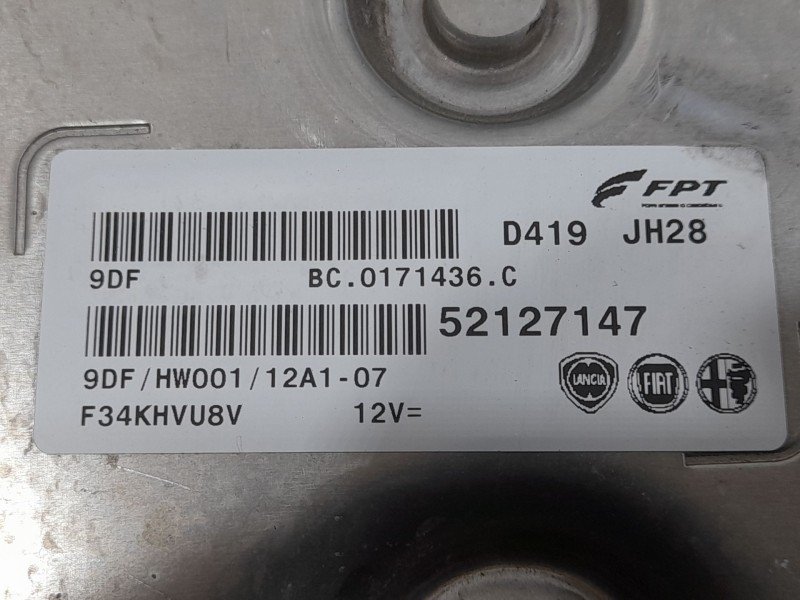 FPT
D419 JH28
9DF BC.0171436.C
52127147
9DF/HW001/12A1-07
F34KHVU8V 12V=
LANCIA FIAT